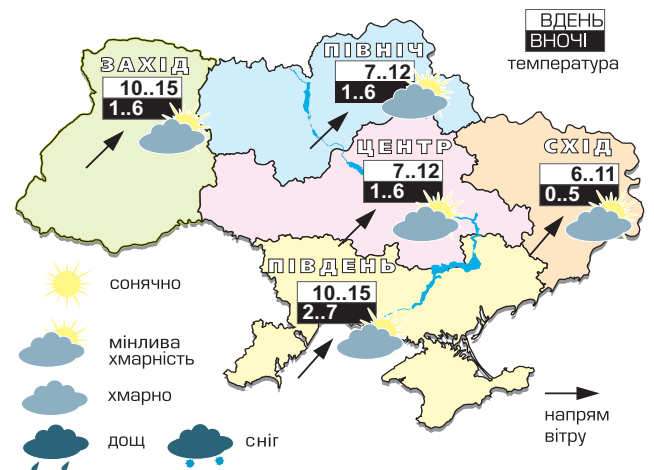 ВДЕНЬ
ВНОЧІ
температура
ПІВНІЧ
7..12
1..6
ЗАХІД
10..15
1..6
ЦЕНТР
7..12
1..6
СХІД
6..11
0..5
ПІВДЕНЬ
10..15
2..7
сонячно
мінлива
хмарність
хмарно
дощ
сніг
напрям
вітру